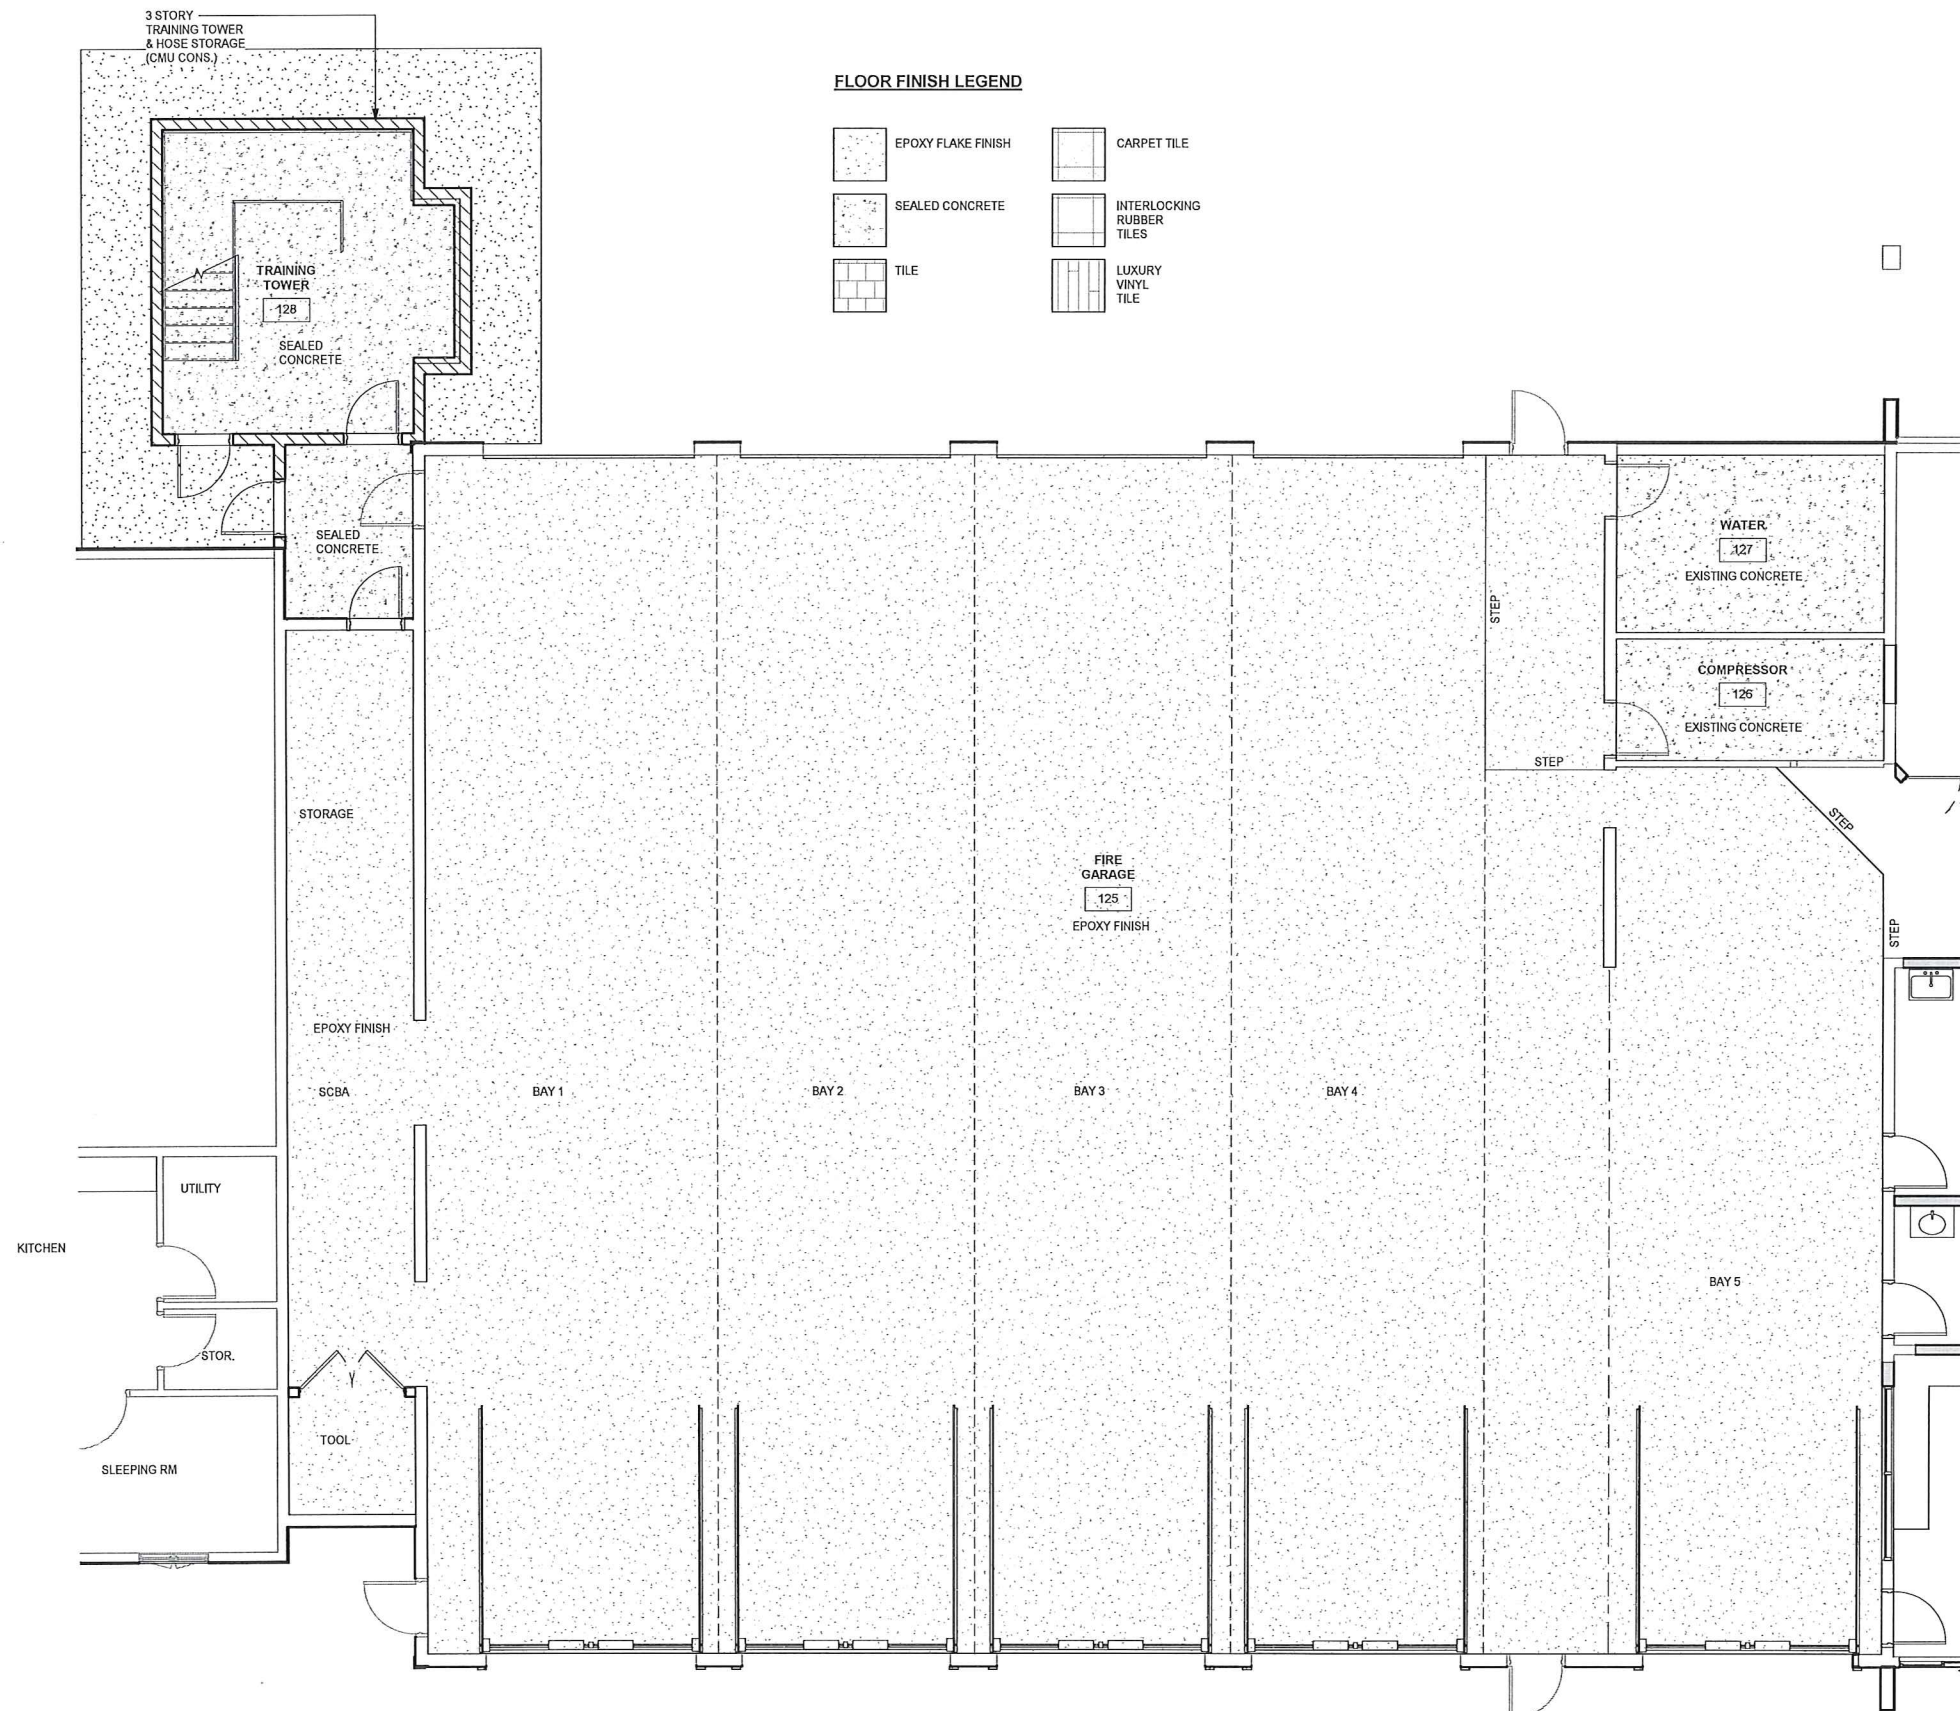 3 STORY
TRAINING TOWER
& HOSE STORAGE
(CMU CONS.)
FLOOR FINISH LEGEND
EPOXY FLAKE FINISH
CARPET TILE
SEALED CONCRETE
INTERLOCKING
RUBBER
TILES
TILE
LUXURY
VINYL
TILE
TRAINING
TOWER
128
SEALED
CONCRETE
SEALED
CONCRETE
WATER
127
EXISTING CONCRETE
STEP
COMPRESSOR
126
EXISTING CONCRETE
STEP
STORAGE
STEP
FIRE
GARAGE
125
EPOXY FINISH
STEP
EPOXY FINISH
SCBA
BAY 1
BAY 2
BAY 3
BAY 4
UTILITY
KITCHEN
BAY 5
STOR.
TOOL
SLEEPING RM